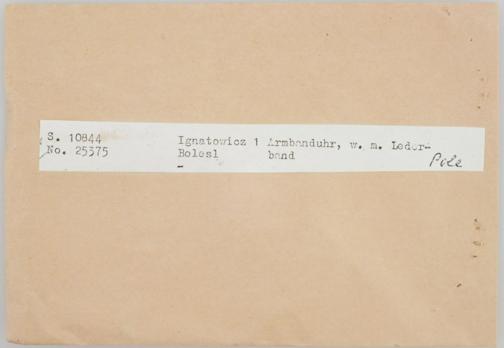 S. 10844 Ignatowicz 1 Armbanduhr, w. m. Leder-
No. 25375 Bolesl band Pole